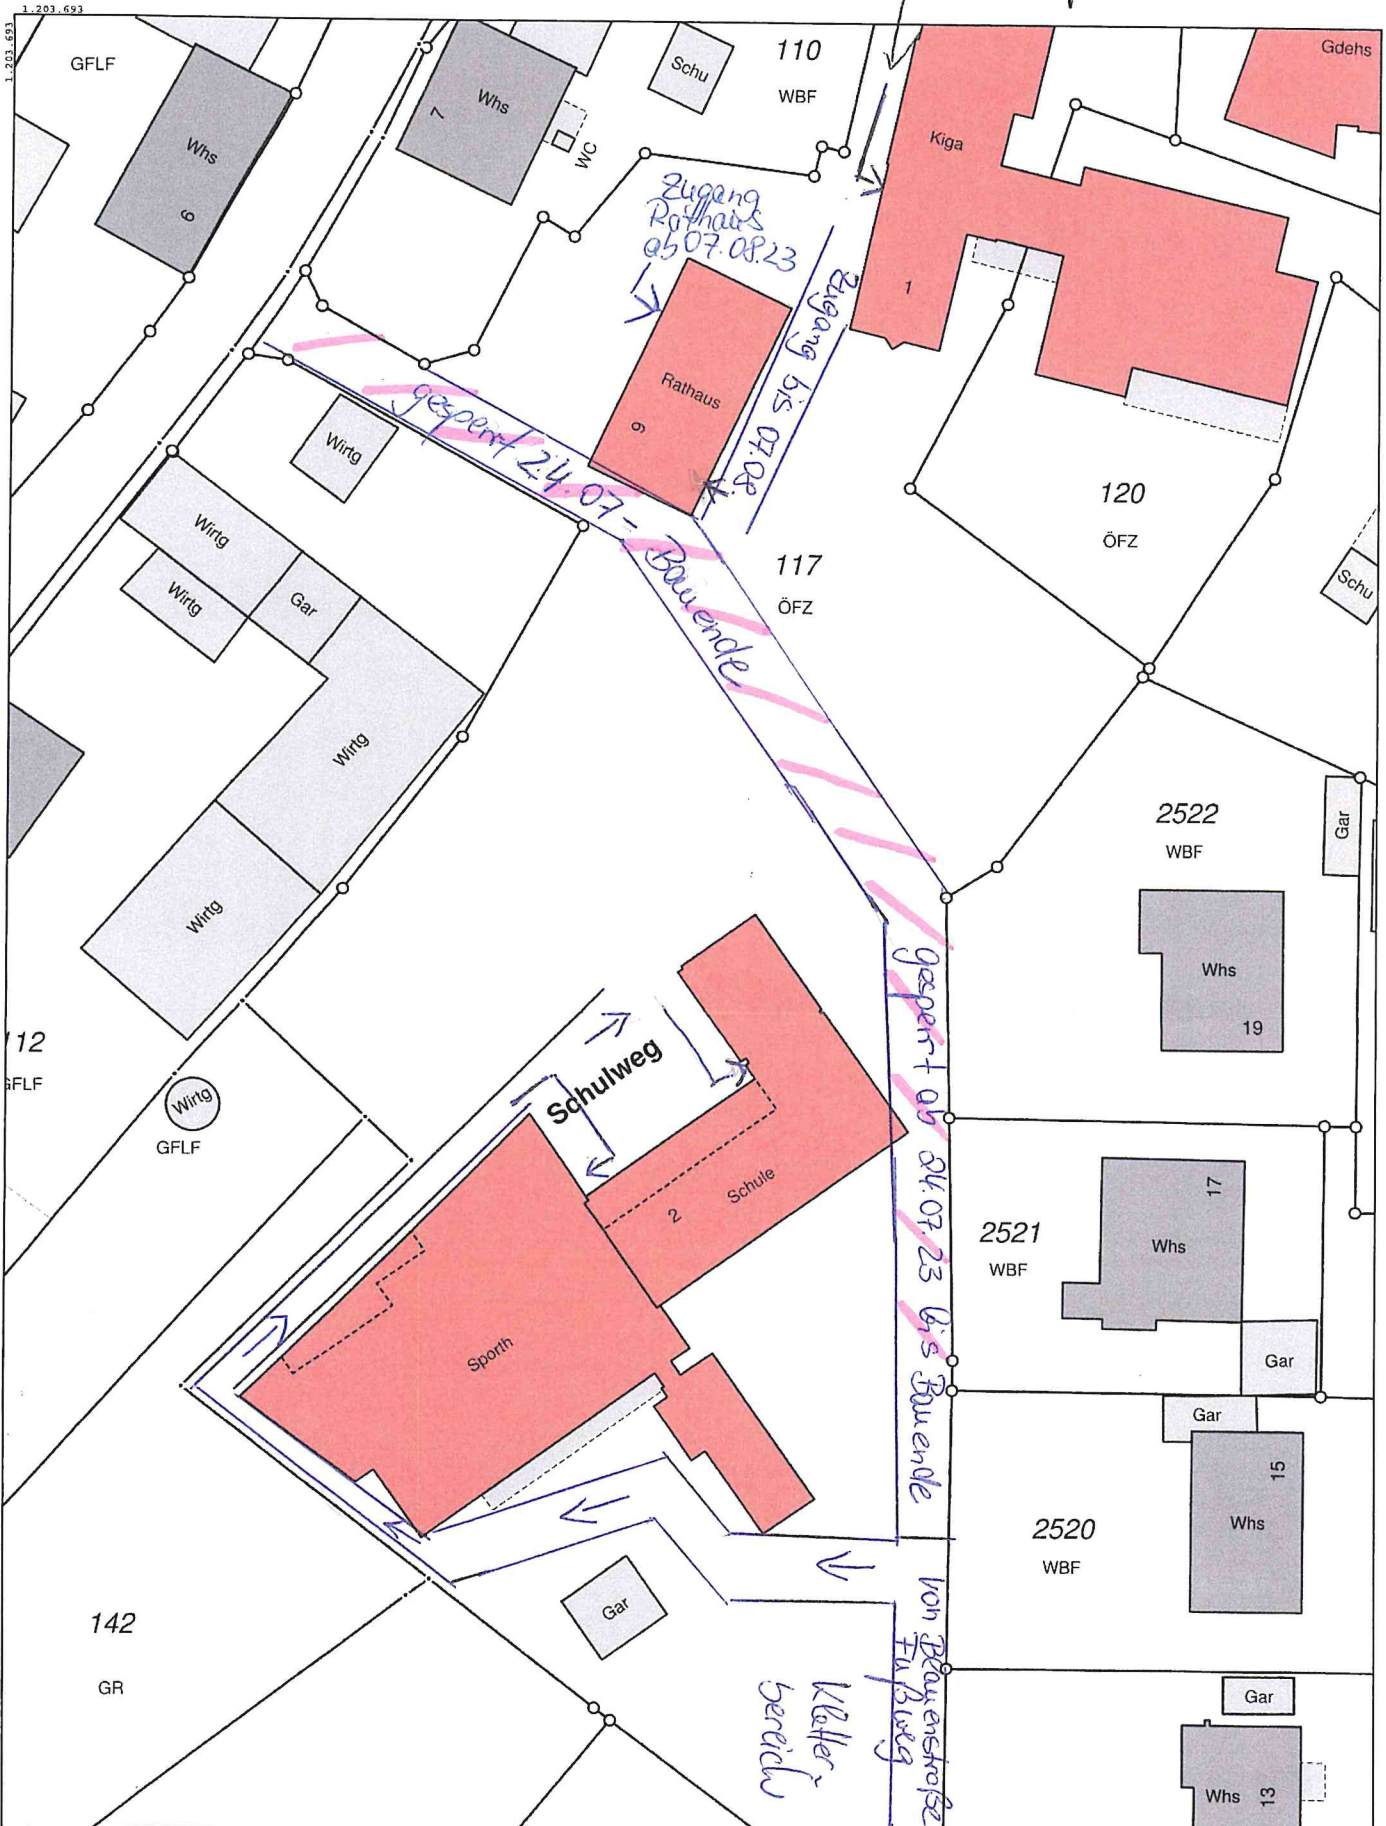 1.203.693
1.203.693
GFLF
Whs
6
Whs
7
WC
Schu
110
WBF
Kiga
1
Gdehs
Zugang
Rathaus
ab 07.08.23
Zugang bis 07.08.
Rathaus
9
gesperrt 24.07 - Bauende
Wirtg
Wirtg
Wirtg
Gar
Wirtg
Wirtg
117
ÖFZ
120
ÖFZ
Schu
2522
WBF
Gar
Whs
19
112
GFLF
Wirtg
GFLF
Schulweg
Schule
2
Sporth
gesperrt ab 24.07.23 bis Bauende
2521
WBF
17
Whs
Gar
Gar
15
Whs
2520
WBF
142
GR
Gar
Kletter-
bereich
von Blauenstraße
Fußweg
Gar
Whs
13